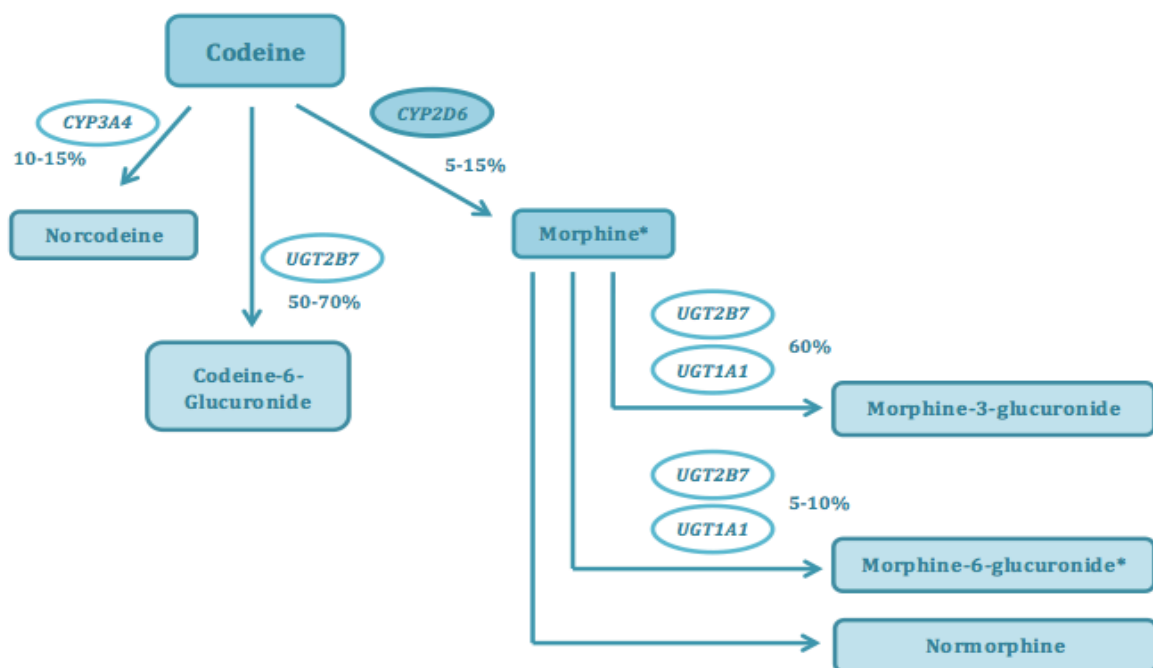 Codeine
CYP3A4
CYP2D6
10-15%
5-15%
Norcodeine
Morphine*
UGT2B7
50-70%
UGT2B7
60%
UGT1A1
Codeine-6-
Glucuronide
Morphine-3-glucuronide
UGT2B7
5-10%
UGT1A1
Morphine-6-glucuronide*
Normorphine